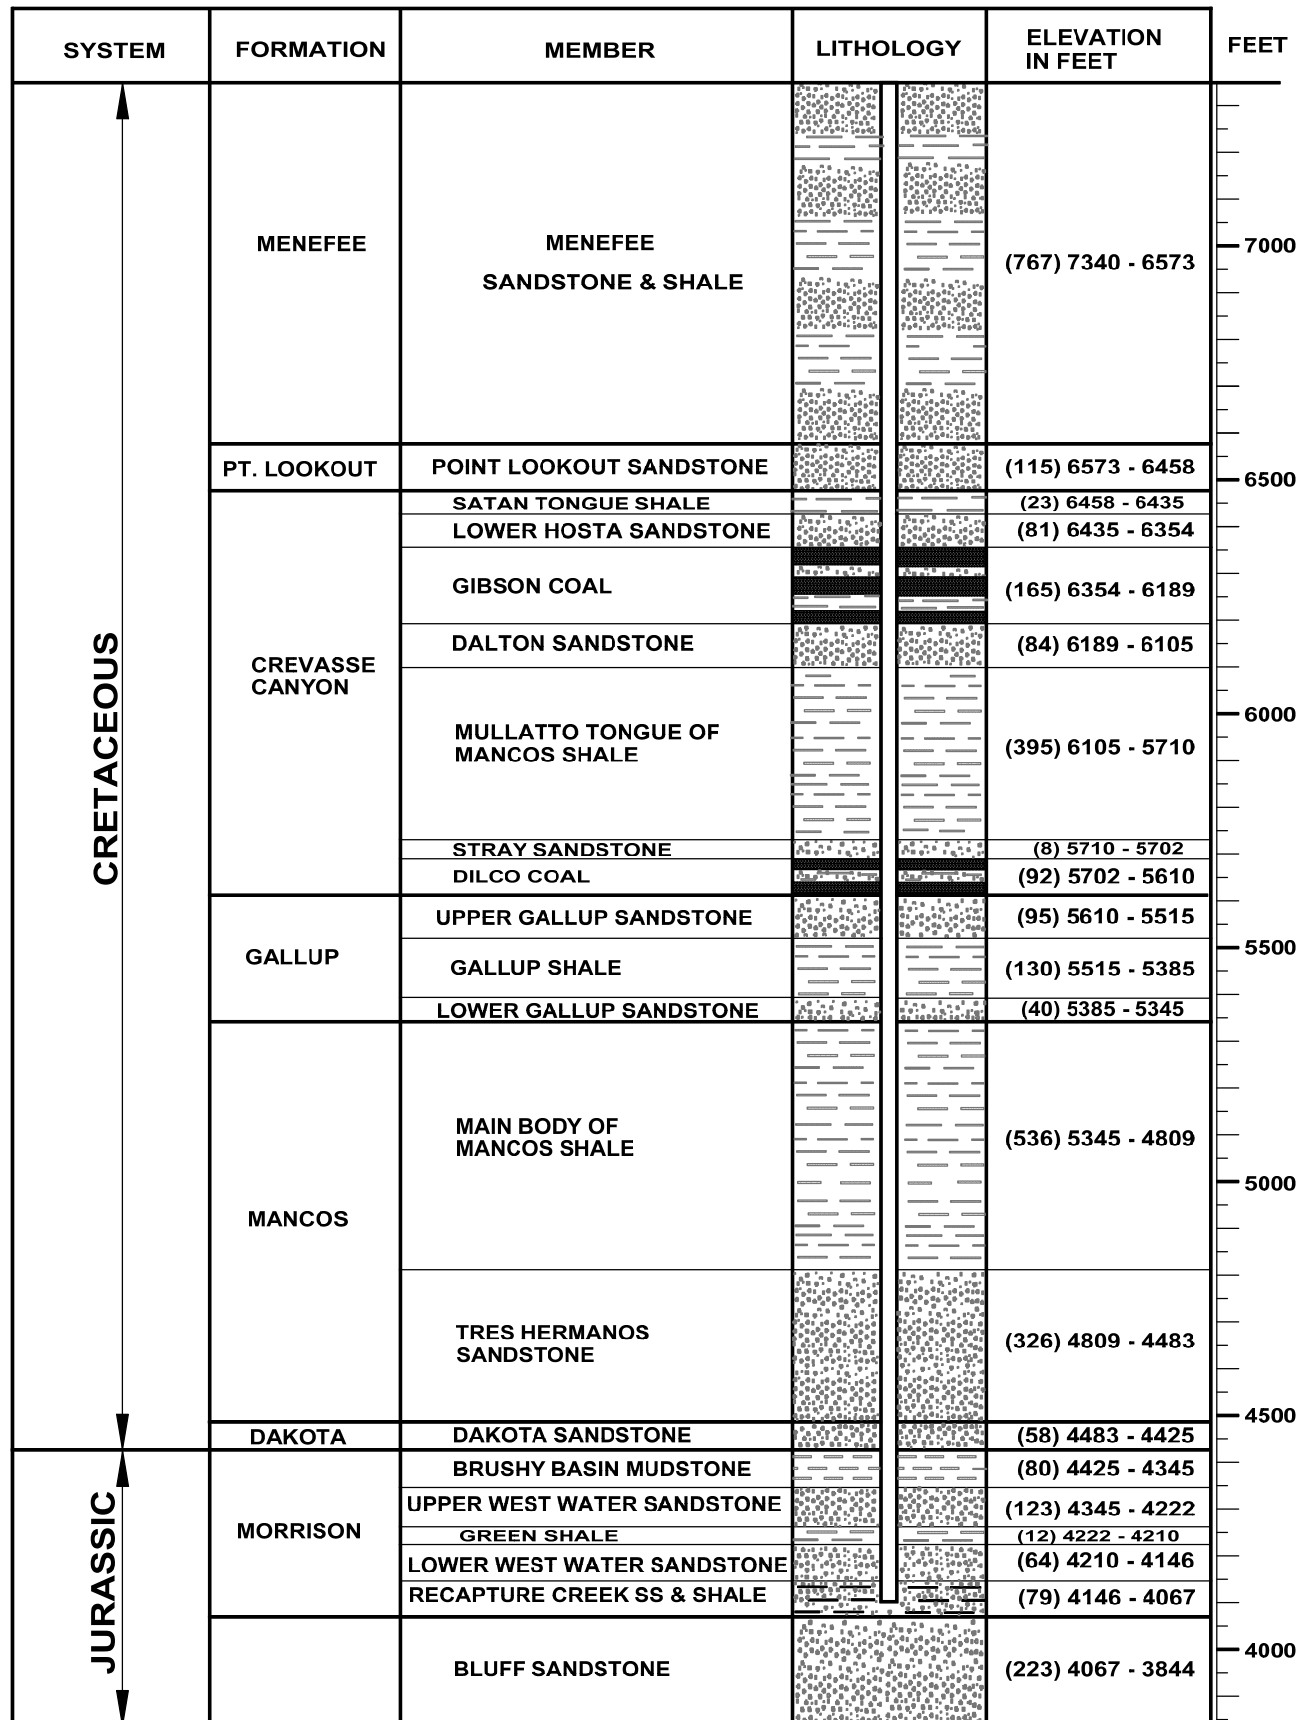 SYSTEM
FORMATION
MEMBER
LITHOLOGY
ELEVATION
IN FEET
FEET
MENEFEE
MENEFEE
SANDSTONE & SHALE
(767) 7340 - 6573
7000
PT. LOOKOUT
POINT LOOKOUT SANDSTONE
(115) 6573 - 6458
6500
CRETACEOUS
CREVASSE
CANYON
SATAN TONGUE SHALE
(23) 6458 - 6435
LOWER HOSTA SANDSTONE
(81) 6435 - 6354
GIBSON COAL
(165) 6354 - 6189
DALTON SANDSTONE
(84) 6189 - 6105
6000
MULLATTO TONGUE OF
MANCOS SHALE
(395) 6105 - 5710
STRAY SANDSTONE
(8) 5710 - 5702
DILCO COAL
(92) 5702 - 5610
GALLUP
UPPER GALLUP SANDSTONE
(95) 5610 - 5515
5500
GALLUP SHALE
(130) 5515 - 5385
LOWER GALLUP SANDSTONE
(40) 5385 - 5345
MANCOS
MAIN BODY OF
MANCOS SHALE
(536) 5345 - 4809
5000
TRES HERMANOS
SANDSTONE
(326) 4809 - 4483
4500
DAKOTA
DAKOTA SANDSTONE
(58) 4483 - 4425
JURASSIC
MORRISON
BRUSHY BASIN MUDSTONE
(80) 4425 - 4345
UPPER WEST WATER SANDSTONE
(123) 4345 - 4222
GREEN SHALE
(12) 4222 - 4210
LOWER WEST WATER SANDSTONE
(64) 4210 - 4146
RECAPTURE CREEK SS & SHALE
(79) 4146 - 4067
4000
BLUFF SANDSTONE
(223) 4067 - 3844